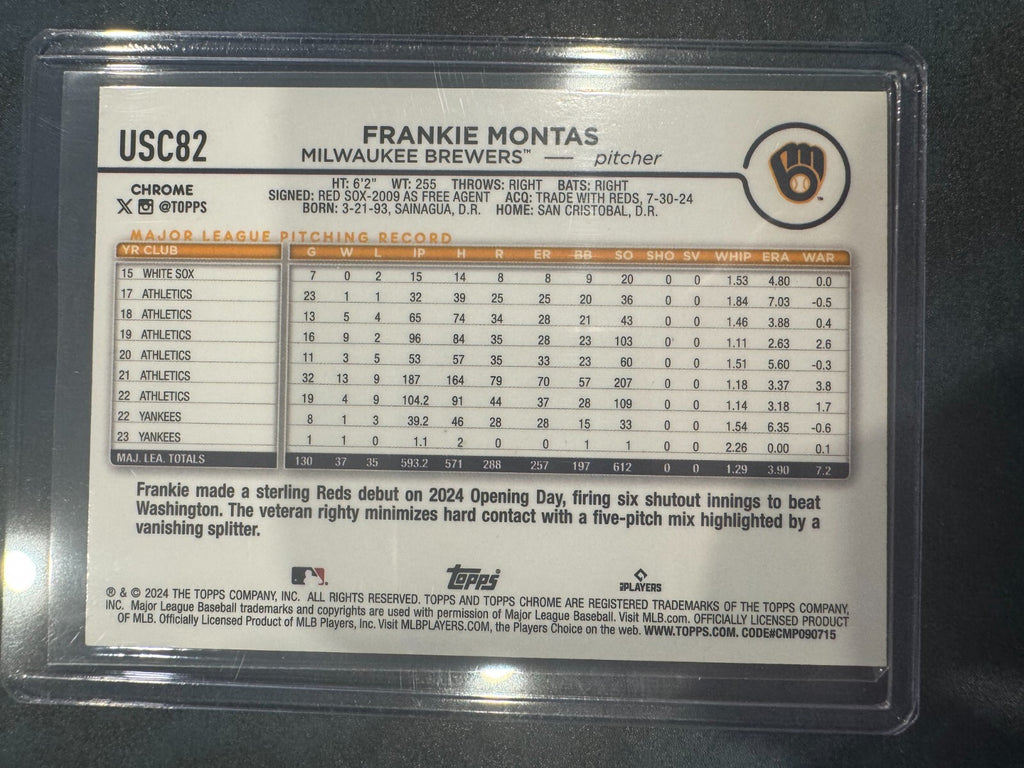 USC82
FRANKIE MONTAS
MILWAUKEE BREWERS™ — pitcher
CHROME
@TOPPS
HT: 6'2" WT: 255 THROWS: RIGHT BATS: RIGHT
SIGNED: RED SOX-2009 AS FREE AGENT ACQ: TRADE WITH REDS, 7-30-24
BORN: 3-21-93, SAINAGUA, D.R. HOME: SAN CRISTOBAL, D.R.
MAJOR LEAGUE PITCHING RECORD
YR CLUB G W L IP H R ER BB SO SHO SV WHIP ERA WAR
15 WHITE SOX 7 0 2 15 14 8 8 9 20 0 0 1.53 4.80 0.0
17 ATHLETICS 23 1 1 32 39 25 25 20 36 0 0 1.84 7.03 -0.5
18 ATHLETICS 13 5 4 65 74 34 28 21 43 0 0 1.46 3.88 0.4
19 ATHLETICS 16 9 2 96 84 35 28 23 103 0 0 1.11 2.63 2.6
20 ATHLETICS 11 3 5 53 57 35 33 23 60 0 0 1.51 5.60 -0.3
21 ATHLETICS 32 13 9 187 164 79 70 57 207 0 0 1.18 3.37 3.8
22 ATHLETICS 19 4 9 104.2 91 44 37 28 109 0 0 1.14 3.18 1.7
22 YANKEES 8 1 3 39.2 46 28 28 15 33 0 0 1.54 6.35 -0.6
23 YANKEES 1 1 0 1.1 2 0 0 1 1 0 0 2.26 0.00 0.1
MAJ. LEA. TOTALS 130 37 35 593.2 571 288 257 197 612 0 0 1.29 3.90 7.2
Frankie made a sterling Reds debut on 2024 Opening Day, firing six shutout innings to beat
Washington. The veteran righty minimizes hard contact with a five-pitch mix highlighted by a
vanishing splitter.
Topps
PLAYERS
® & © 2024 THE TOPPS COMPANY, INC. ALL RIGHTS RESERVED. TOPPS AND TOPPS CHROME ARE REGISTERED TRADEMARKS OF THE TOPPS COMPANY,
INC. Major League Baseball trademarks and copyrights are used with permission of Major League Baseball. Visit MLB.com. OFFICIALLY LICENSED PRODUCT
OF MLB. Officially Licensed Product of MLB Players, Inc. Visit MLBPLAYERS.COM, the Players Choice on the web. WWW.TOPPS.COM. CODE#CMP090715